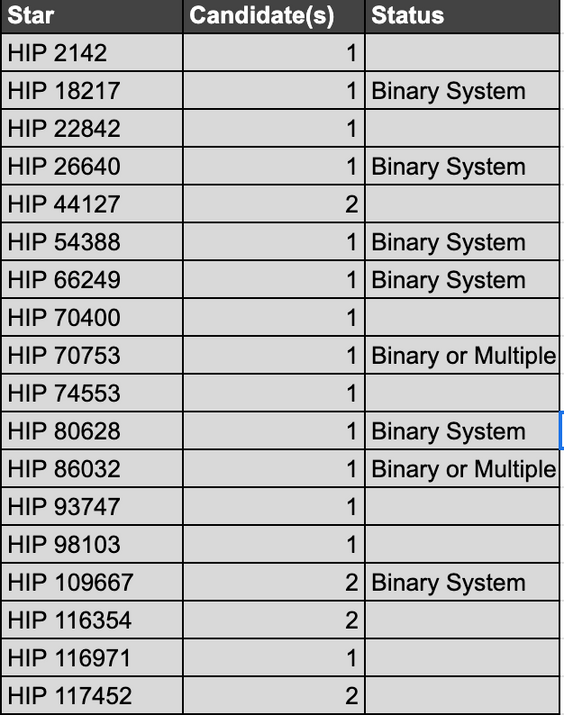 Star Candidate(s) Status
HIP 2142 1
HIP 18217 1 Binary System
HIP 22842 1
HIP 26640 1 Binary System
HIP 44127 2
HIP 54388 1 Binary System
HIP 66249 1 Binary System
HIP 70400 1
HIP 70753 1 Binary or Multiple
HIP 74553 1
HIP 80628 1 Binary System
HIP 86032 1 Binary or Multiple
HIP 93747 1
HIP 98103 1
HIP 109667 2 Binary System
HIP 116354 2
HIP 116971 1
HIP 117452 2